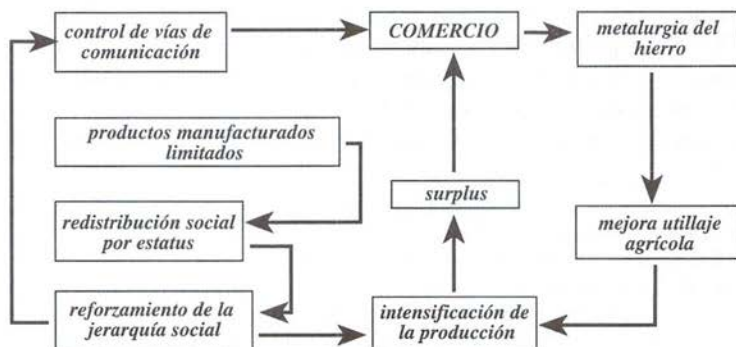 control de vías de
comunicación
COMERCIO
metalurgia del
hierro
productos manufacturados
limitados
surplus
redistribución social
por estatus
mejora utillaje
agrícola
reforzamiento de la
jerarquía social
intensificación de
la producción